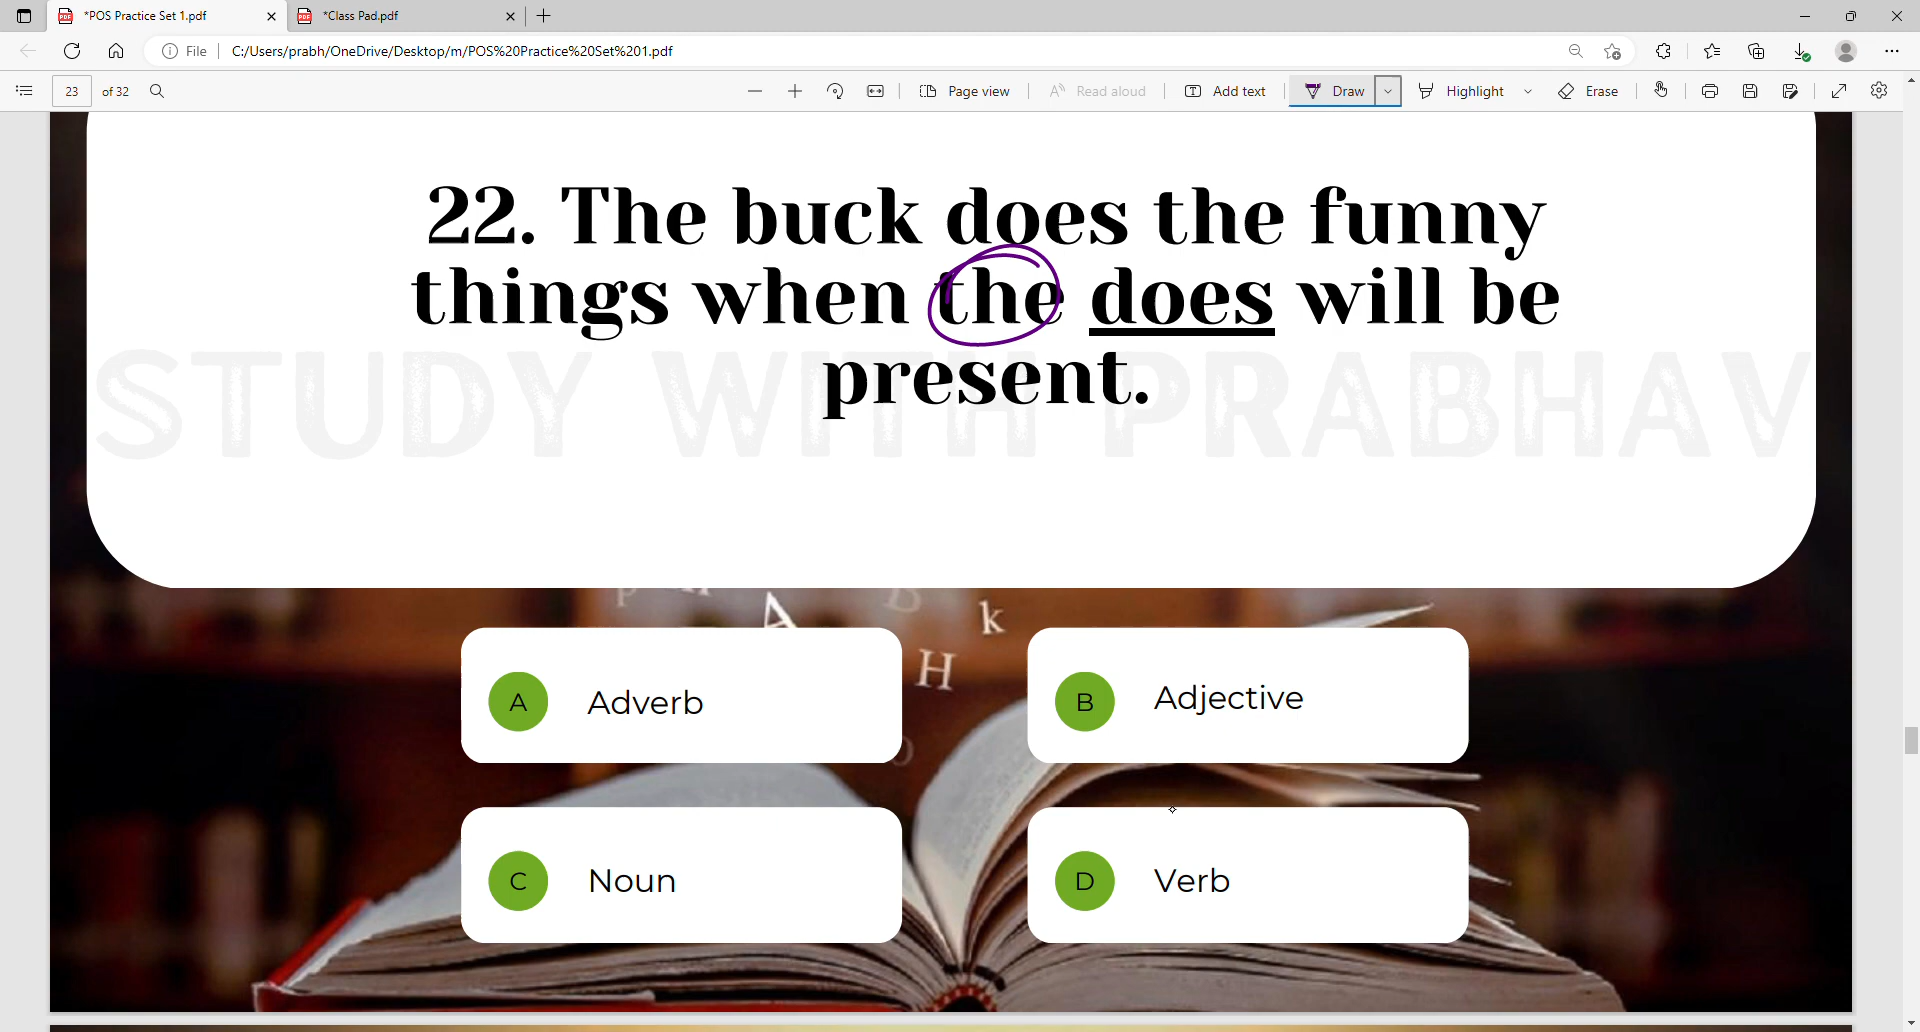 *POS Practice Set 1.pdf
*Class Pad.pdf
File
C:/Users/prabh/OneDrive/Desktop/m/POS%20Practice%20Set%201.pdf
23 of 32
Page view
Read aloud
Add text
Draw
Highlight
Erase
22. The buck does the funny
things when the does will be
present.
STUDY WITH PRABHAV
A
B
k
H
A Adverb
B Adjective
C Noun
D Verb